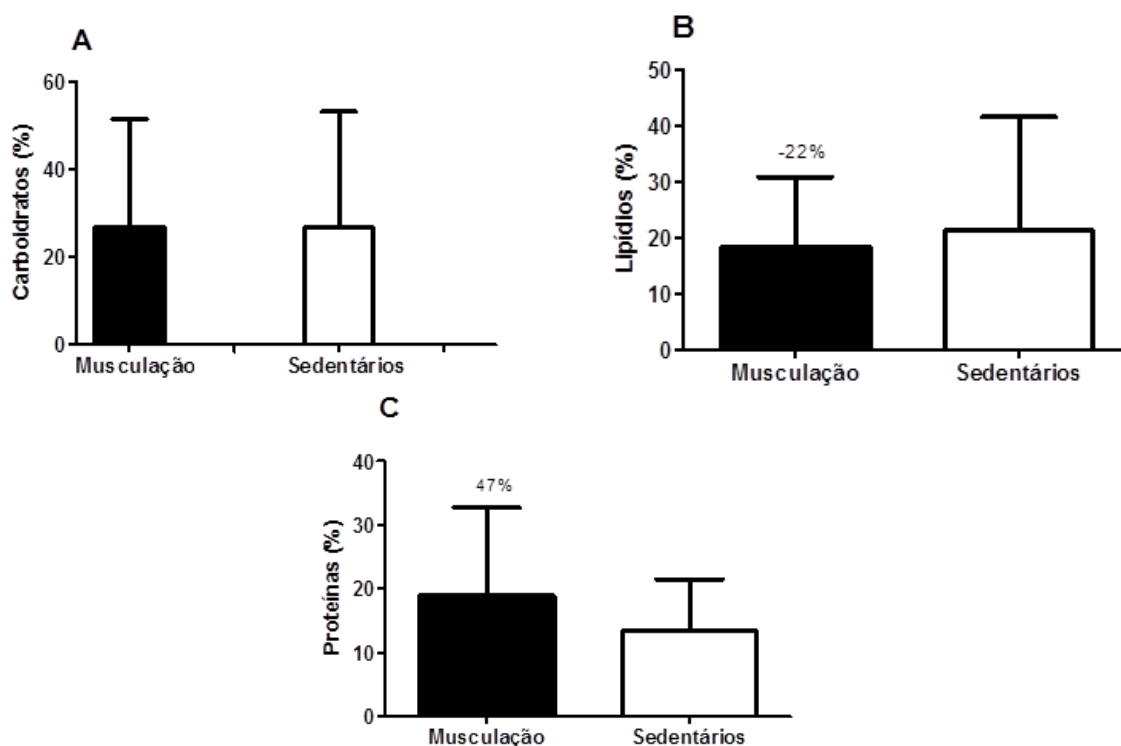 A
60
40
20
0
Carboidratos (%)
Musculação
Sedentários
B
50
40
30
20
10
0
Lipídios (%)
-22%
Musculação
Sedentários
C
40
30
20
10
0
Proteínas (%)
47%
Musculação
Sedentários